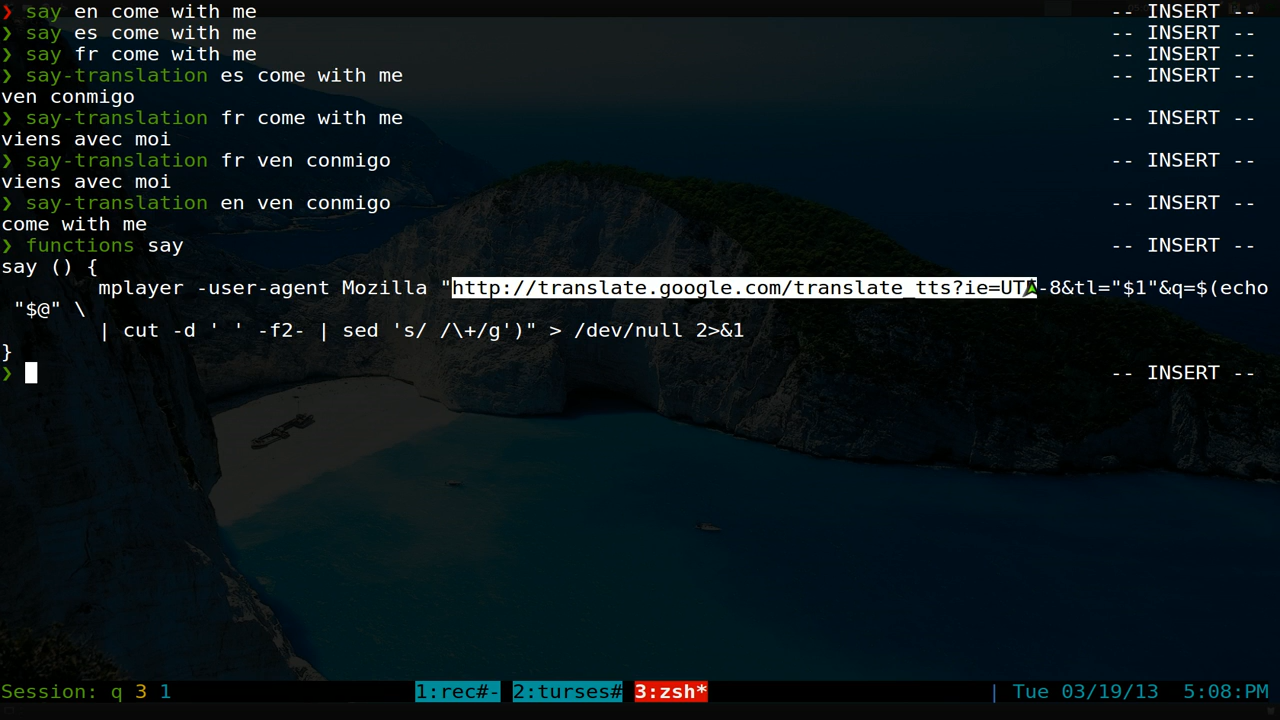 ❯ say en come with me -- INSERT --
❯ say es come with me -- INSERT --
❯ say fr come with me -- INSERT --
❯ say-translation es come with me -- INSERT --
ven conmigo
❯ say-translation fr come with me -- INSERT --
viens avec moi
❯ say-translation fr ven conmigo -- INSERT --
viens avec moi
❯ say-translation en ven conmigo -- INSERT --
come with me
❯ functions say -- INSERT --
say () {
mplayer -user-agent Mozilla "http://translate.google.com/translate_tts?ie=UTF-8&tl="$1"&q=$(echo
"$@" \
| cut -d ' ' -f2- | sed 's/ /\+/g')" > /dev/null 2>&1
}
❯ -- INSERT --
Session: q 3 1 1:rec#- 2:turses# 3:zsh* | Tue 03/19/13 5:08:PM